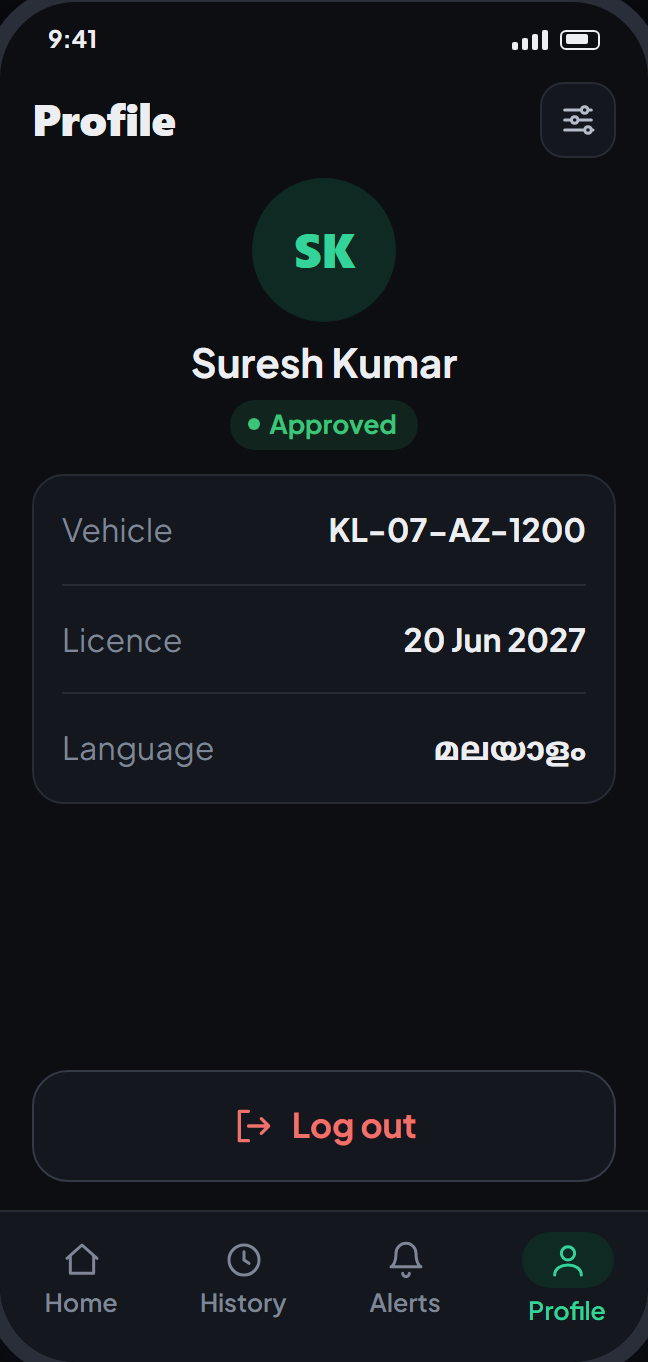 9:41
Profile
SK
Suresh Kumar
Approved
Vehicle KL-07-AZ-1200
Licence 20 Jun 2027
Language മലയാളം
Log out
Home History Alerts Profile